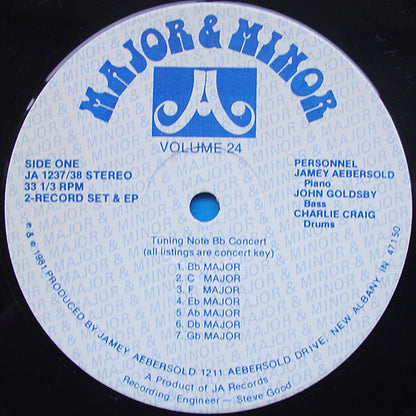 MAJOR & MINOR
VOLUME 24
SIDE ONE
JA 1237/38 STEREO
33 1/3 RPM
2-RECORD SET & EP
PERSONNEL
JAMEY AEBERSOLD
Piano
JOHN GOLDSBY
Bass
CHARLIE CRAIG
Drums
Tuning Note Bb Concert
(all listings are concert key)
1. Bb MAJOR
2. C MAJOR
3. F MAJOR
4. Eb MAJOR
5. Ab MAJOR
6. Db MAJOR
7. Gb MAJOR
℗ & © 1981 PRODUCED BY JAMEY AEBERSOLD 1211 AEBERSOLD DRIVE, NEW ALBANY, IN 47150
A Product of JA Records
Recording Engineer — Steve Good